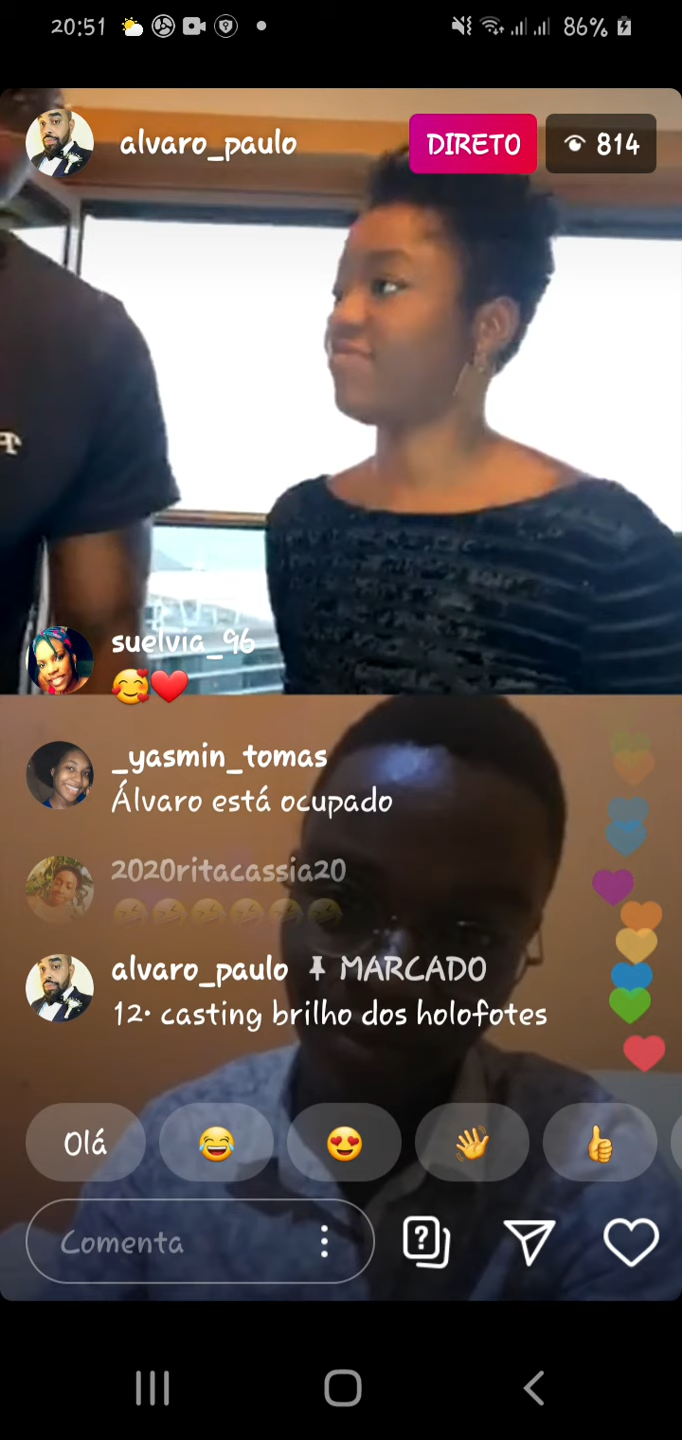 20:51
86%
alvaro_paulo
DIRETO
814
suelvia_96
🥰❤️
_yasmin_tomas
Álvaro está ocupado
2020ritacassia20
🤣🤣🤣🤣🤣🤣
alvaro_paulo 📌 MARCADO
12• casting brilho dos holofotes
Olá 😂 😍 👋 👍
Comenta